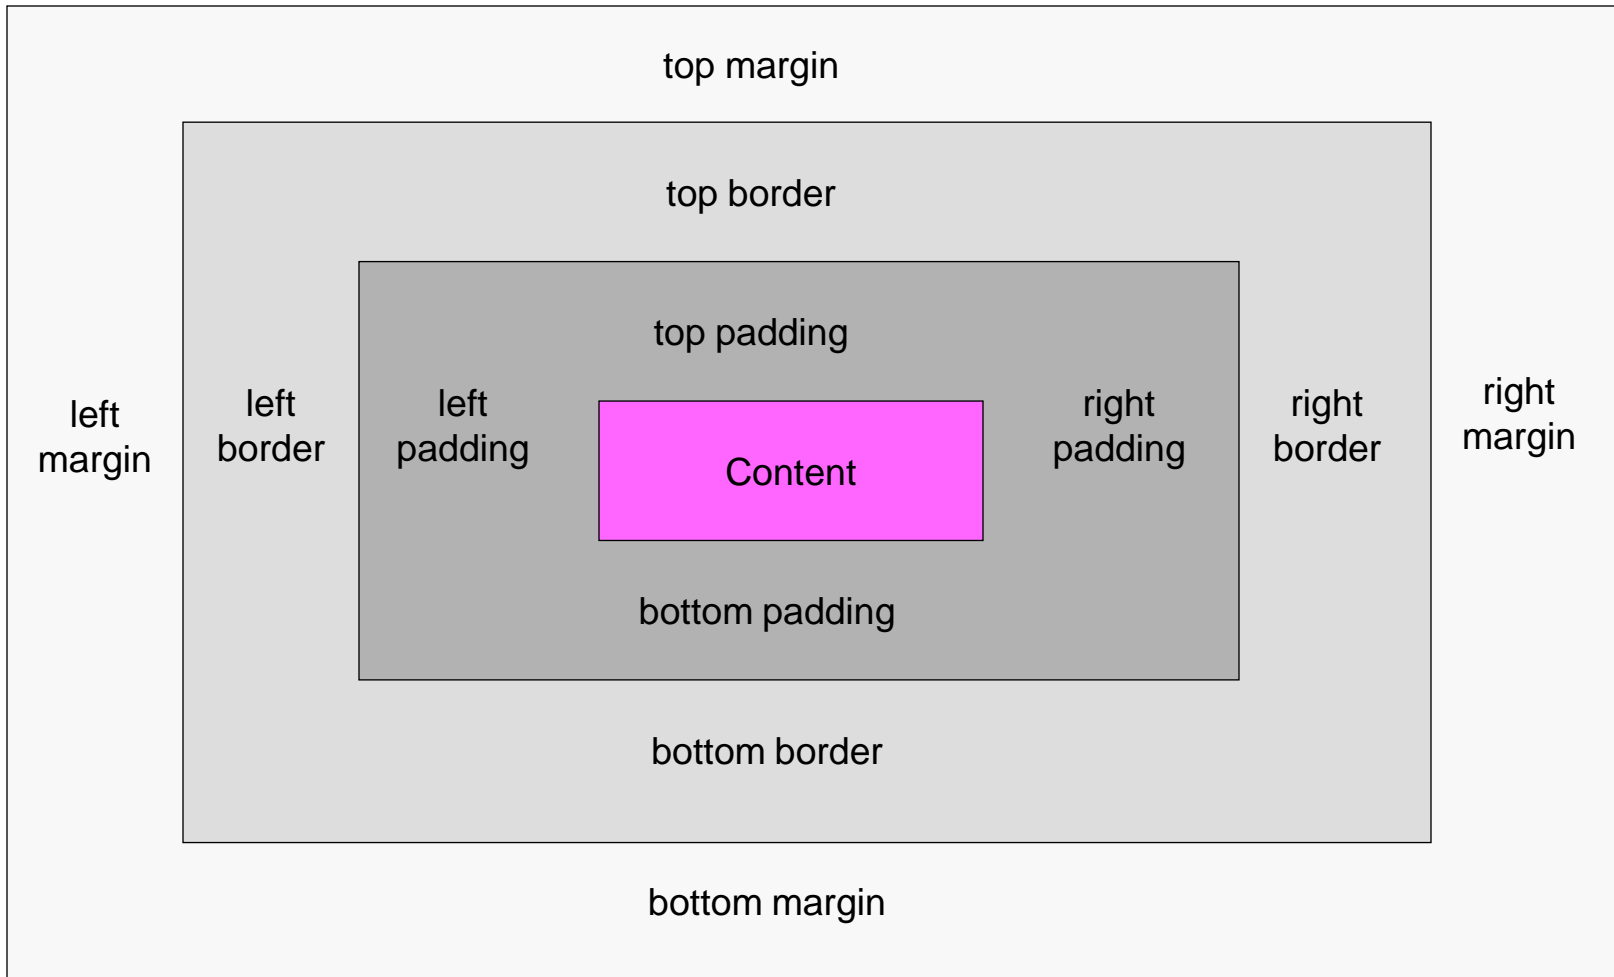 top margin
top border
top padding
left
margin
left
border
left
padding
Content
right
padding
right
border
right
margin
bottom padding
bottom border
bottom margin